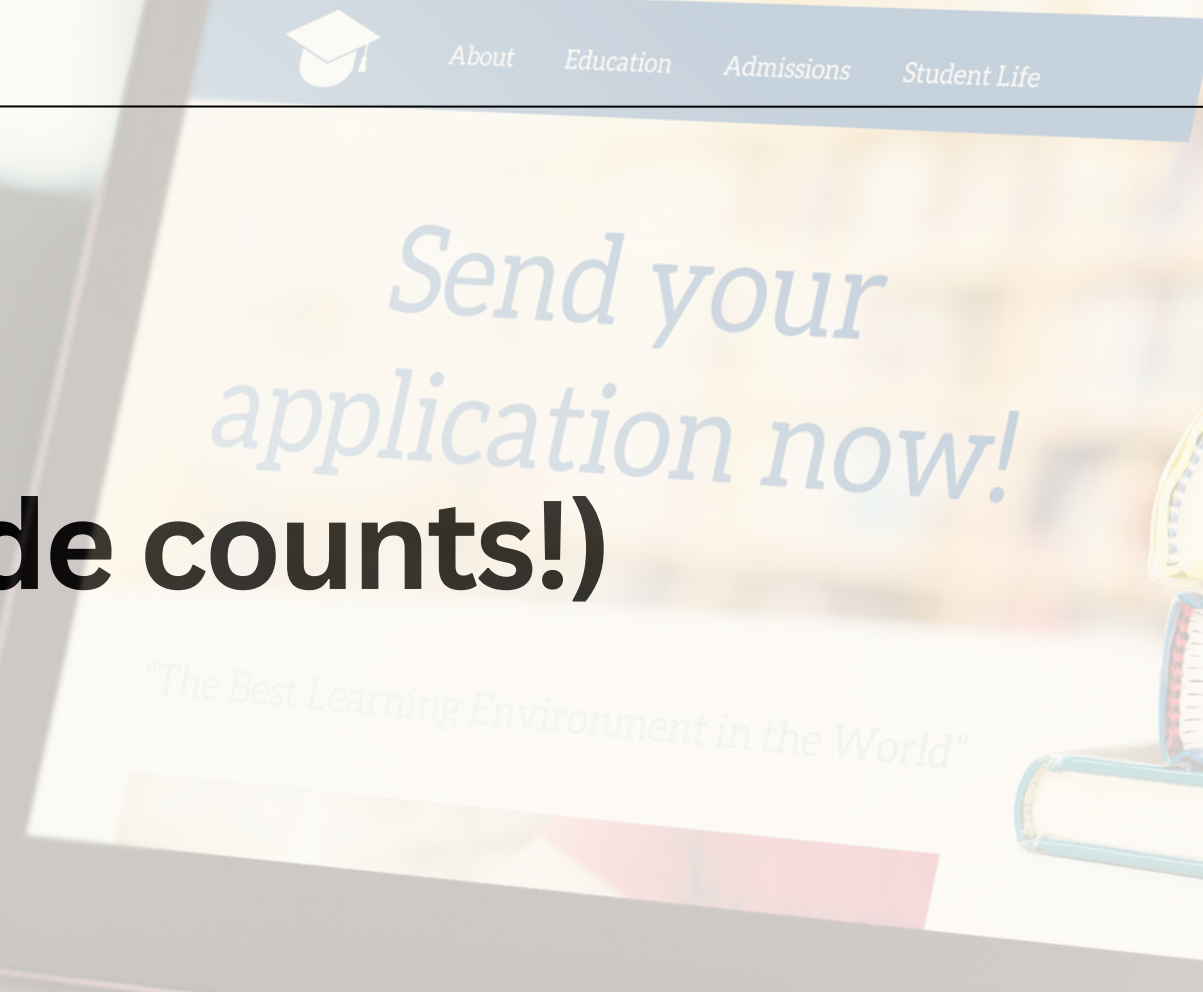 About Education Admissions Student Life
Send your
application now!
de counts!)
“The Best Learning Environment in the World”